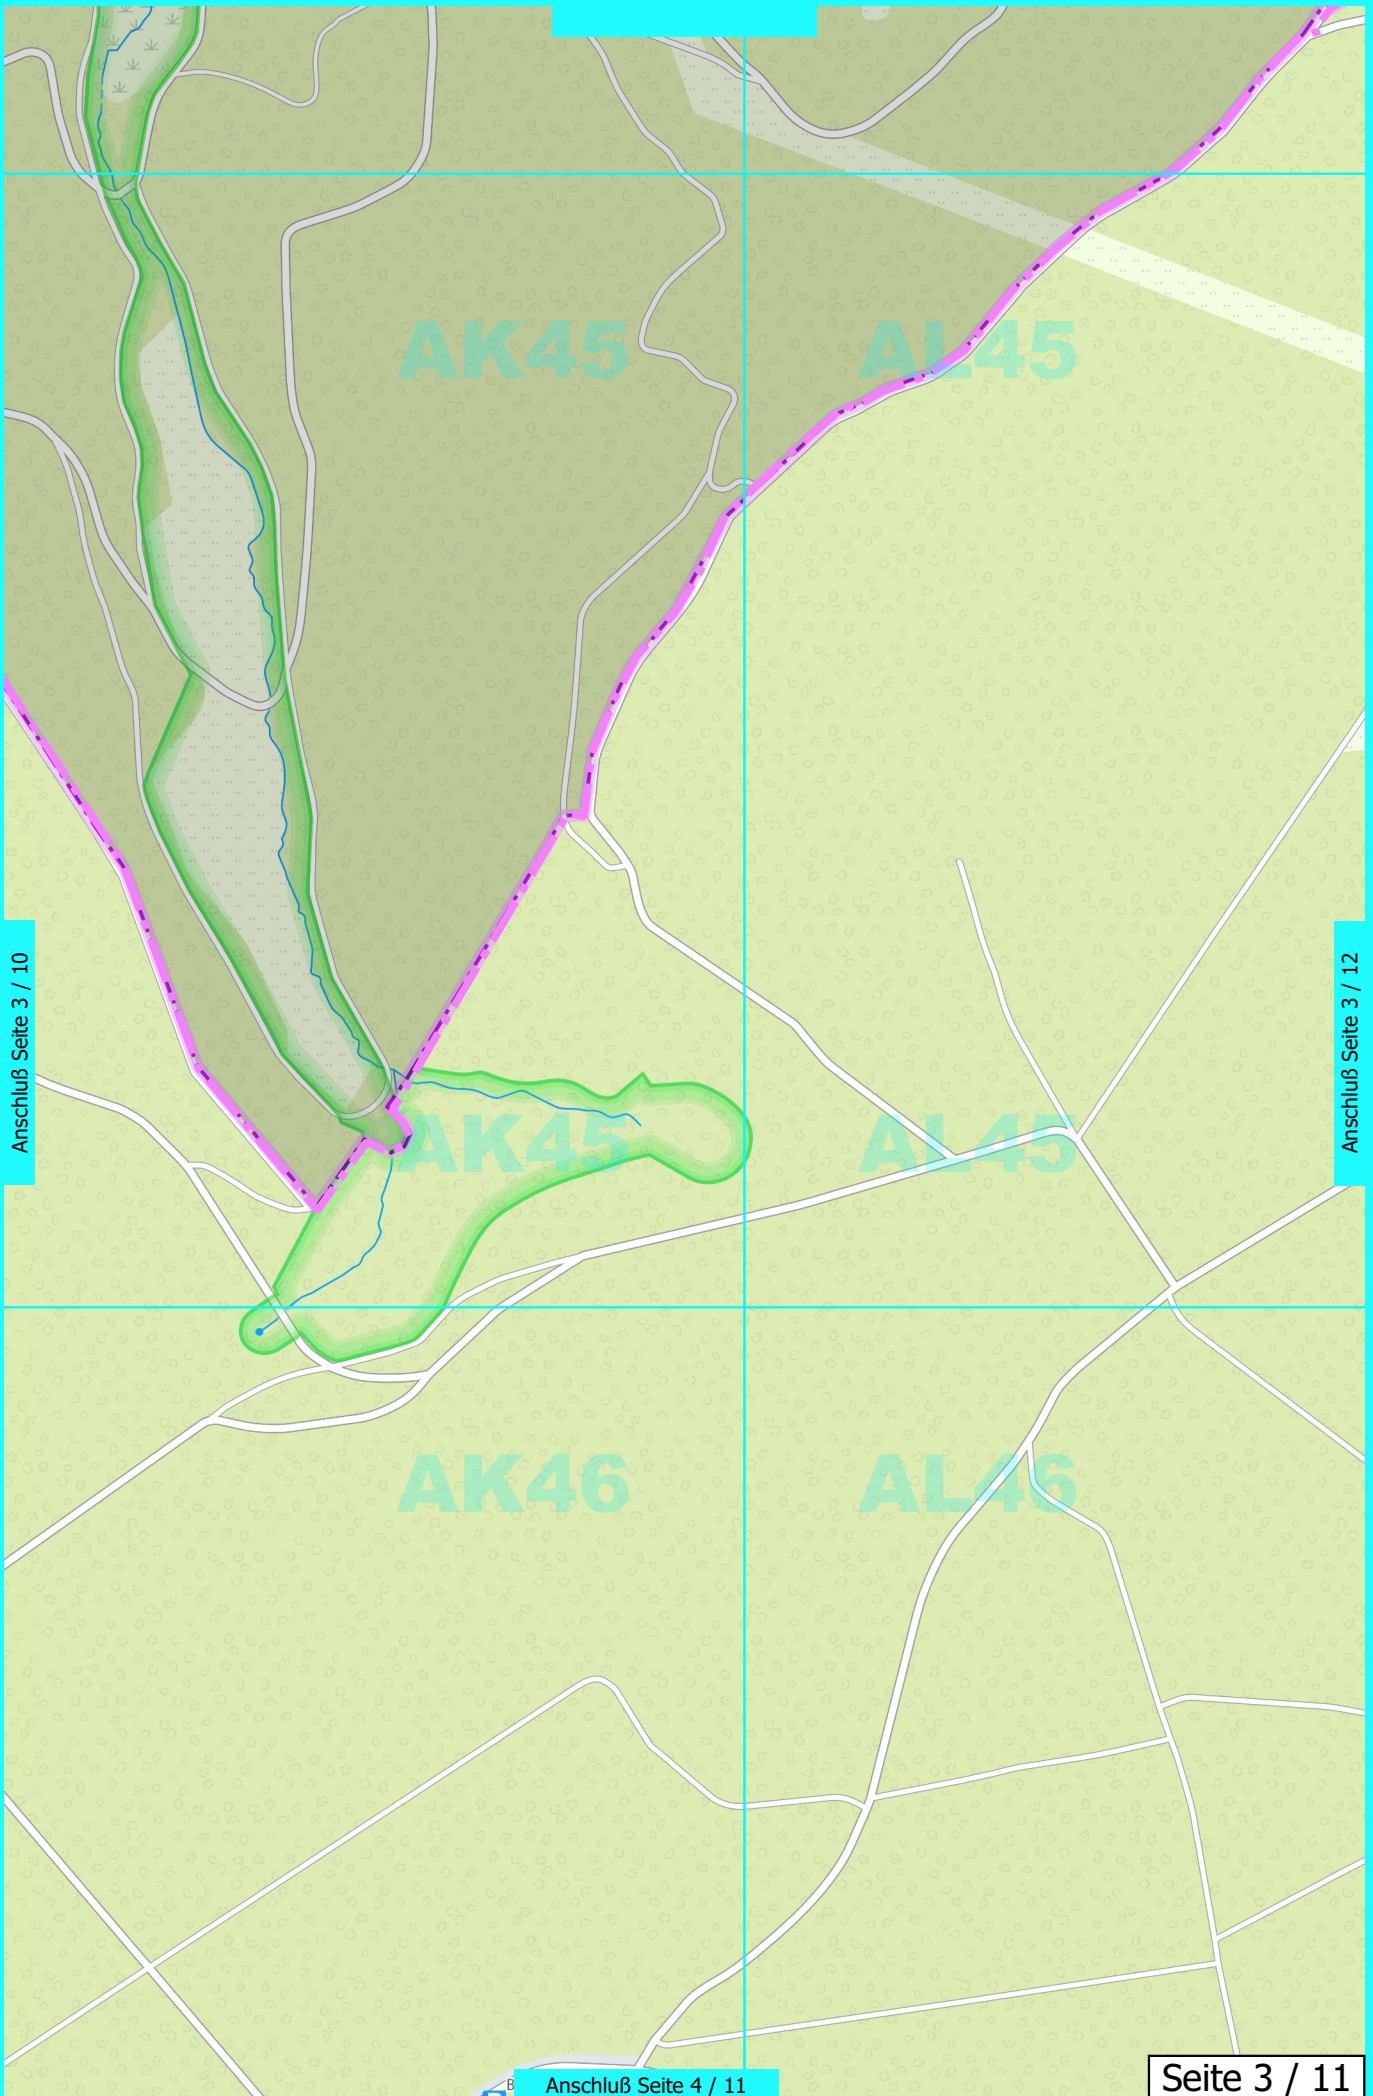 AK45 AL45
Anschluß Seite 3 / 10
Anschluß Seite 3 / 12
AK45 AL45
AK46 AL46
B
Anschluß Seite 4 / 11
Seite 3 / 11